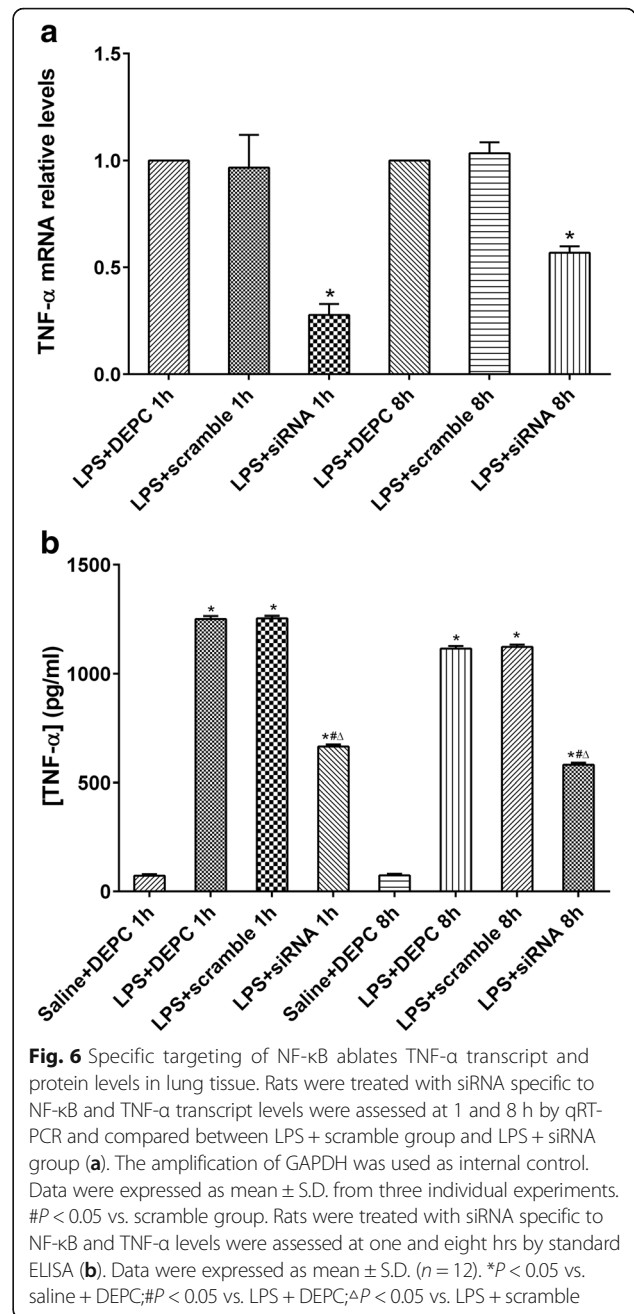 a
1.5
1.0
0.5
0.0
TNF-α mRNA relative levels
*
*
LPS+DEPC 1h
LPS+scramble 1h
LPS+siRNA 1h
LPS+DEPC 8h
LPS+scramble 8h
LPS+siRNA 8h
b
1500
1000
500
0
[TNF-α] (pg/ml)
*
*
*#Δ
*
*
*#Δ
Saline+DEPC 1h
LPS+DEPC 1h
LPS+scramble 1h
LPS+siRNA 1h
Saline+DEPC 8h
LPS+DEPC 8h
LPS+scramble 8h
LPS+siRNA 8h
Fig. 6 Specific targeting of NF-κB ablates TNF-α transcript and
protein levels in lung tissue. Rats were treated with siRNA specific to
NF-κB and TNF-α transcript levels were assessed at 1 and 8 h by qRT-
PCR and compared between LPS + scramble group and LPS + siRNA
group (a). The amplification of GAPDH was used as internal control.
Data were expressed as mean ± S.D. from three individual experiments.
#P < 0.05 vs. scramble group. Rats were treated with siRNA specific to
NF-κB and TNF-α levels were assessed at one and eight hrs by standard
ELISA (b). Data were expressed as mean ± S.D. (n = 12). *P < 0.05 vs.
saline + DEPC;#P < 0.05 vs. LPS + DEPC;△P < 0.05 vs. LPS + scramble